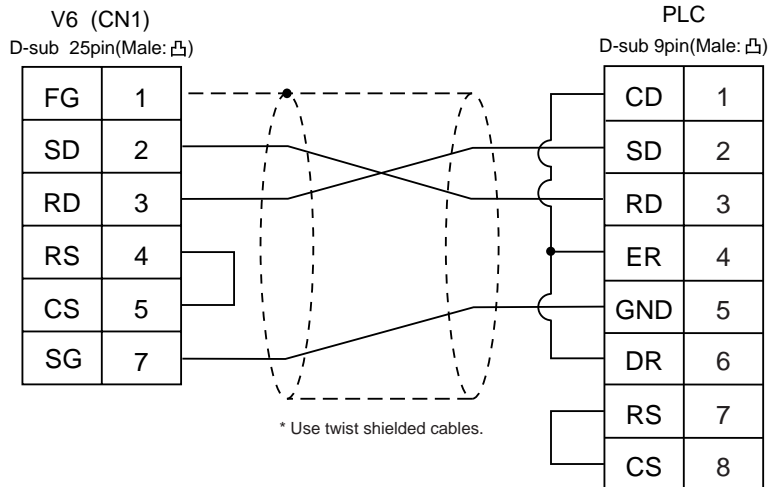 V6 (CN1)
D-sub 25pin(Male: 凸)
FG 1
SD 2
RD 3
RS 4
CS 5
SG 7
* Use twist shielded cables.
PLC
D-sub 9pin(Male: 凸)
CD 1
SD 2
RD 3
ER 4
GND 5
DR 6
RS 7
CS 8